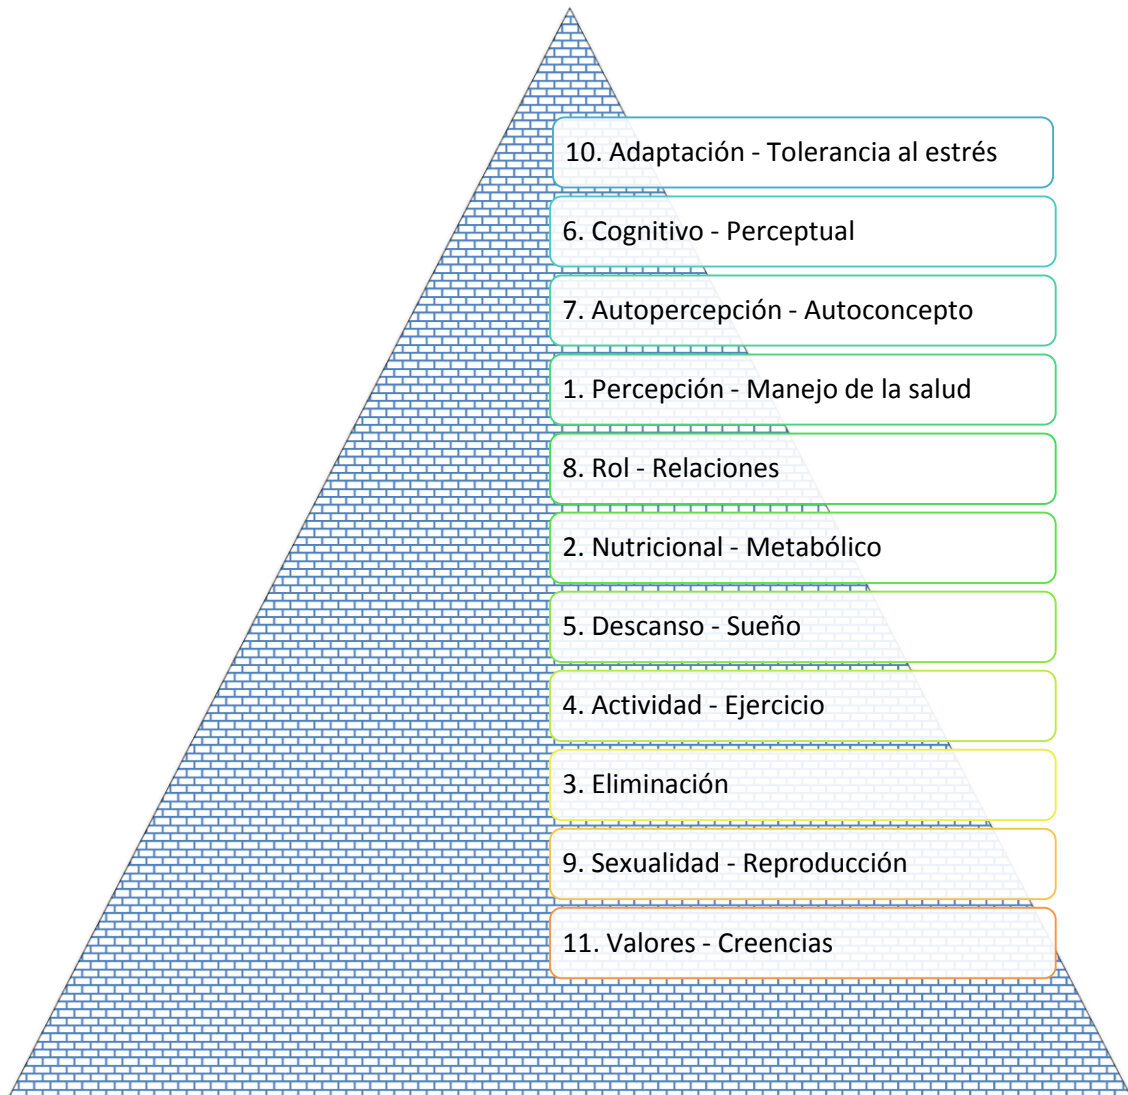 10. Adaptación - Tolerancia al estrés
6. Cognitivo - Perceptual
7. Autopercepción - Autoconcepto
1. Percepción - Manejo de la salud
8. Rol - Relaciones
2. Nutricional - Metabólico
5. Descanso - Sueño
4. Actividad - Ejercicio
3. Eliminación
9. Sexualidad - Reproducción
11. Valores - Creencias